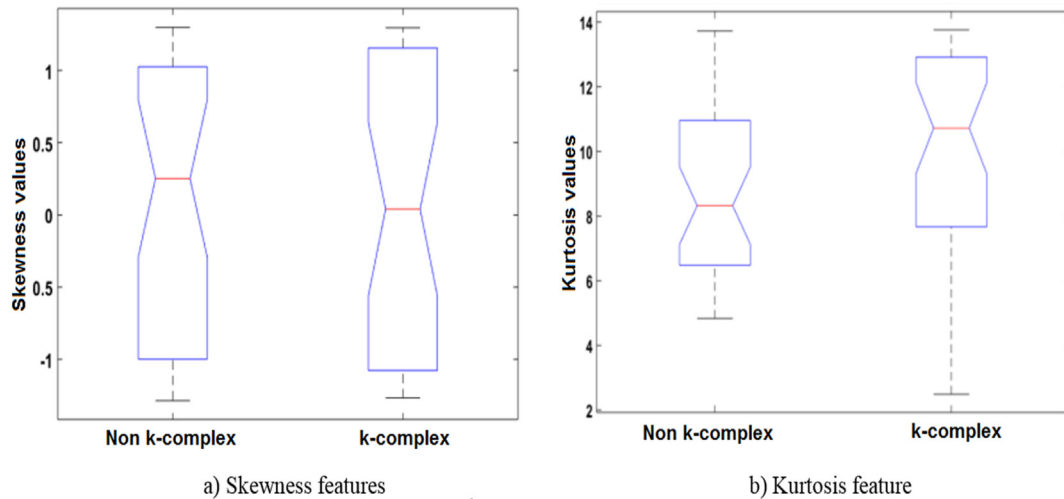 Skewness values
1
0.5
0
0.5
-1
Non k-complex
k-complex
a) Skewness features
Kurtosis values
14
12
10
8
6
4
2
Non k-complex
k-complex
b) Kurtosis feature